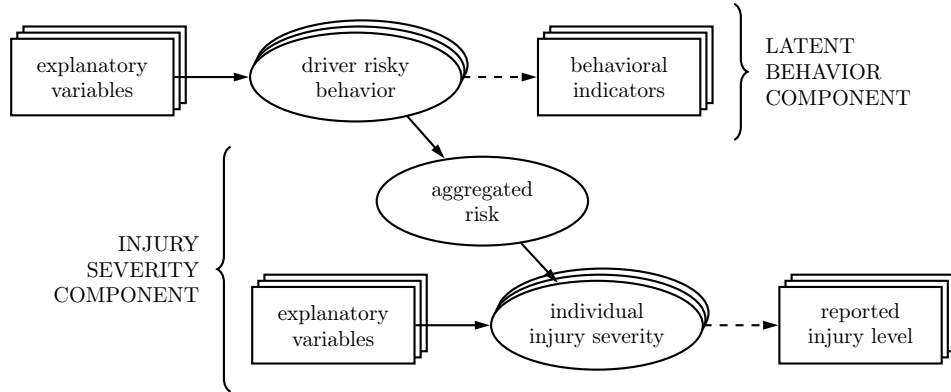 explanatory
variables
driver risky
behavior
behavioral
indicators
LATENT
BEHAVIOR
COMPONENT
aggregated
risk
INJURY
SEVERITY
COMPONENT
explanatory
variables
individual
injury severity
reported
injury level